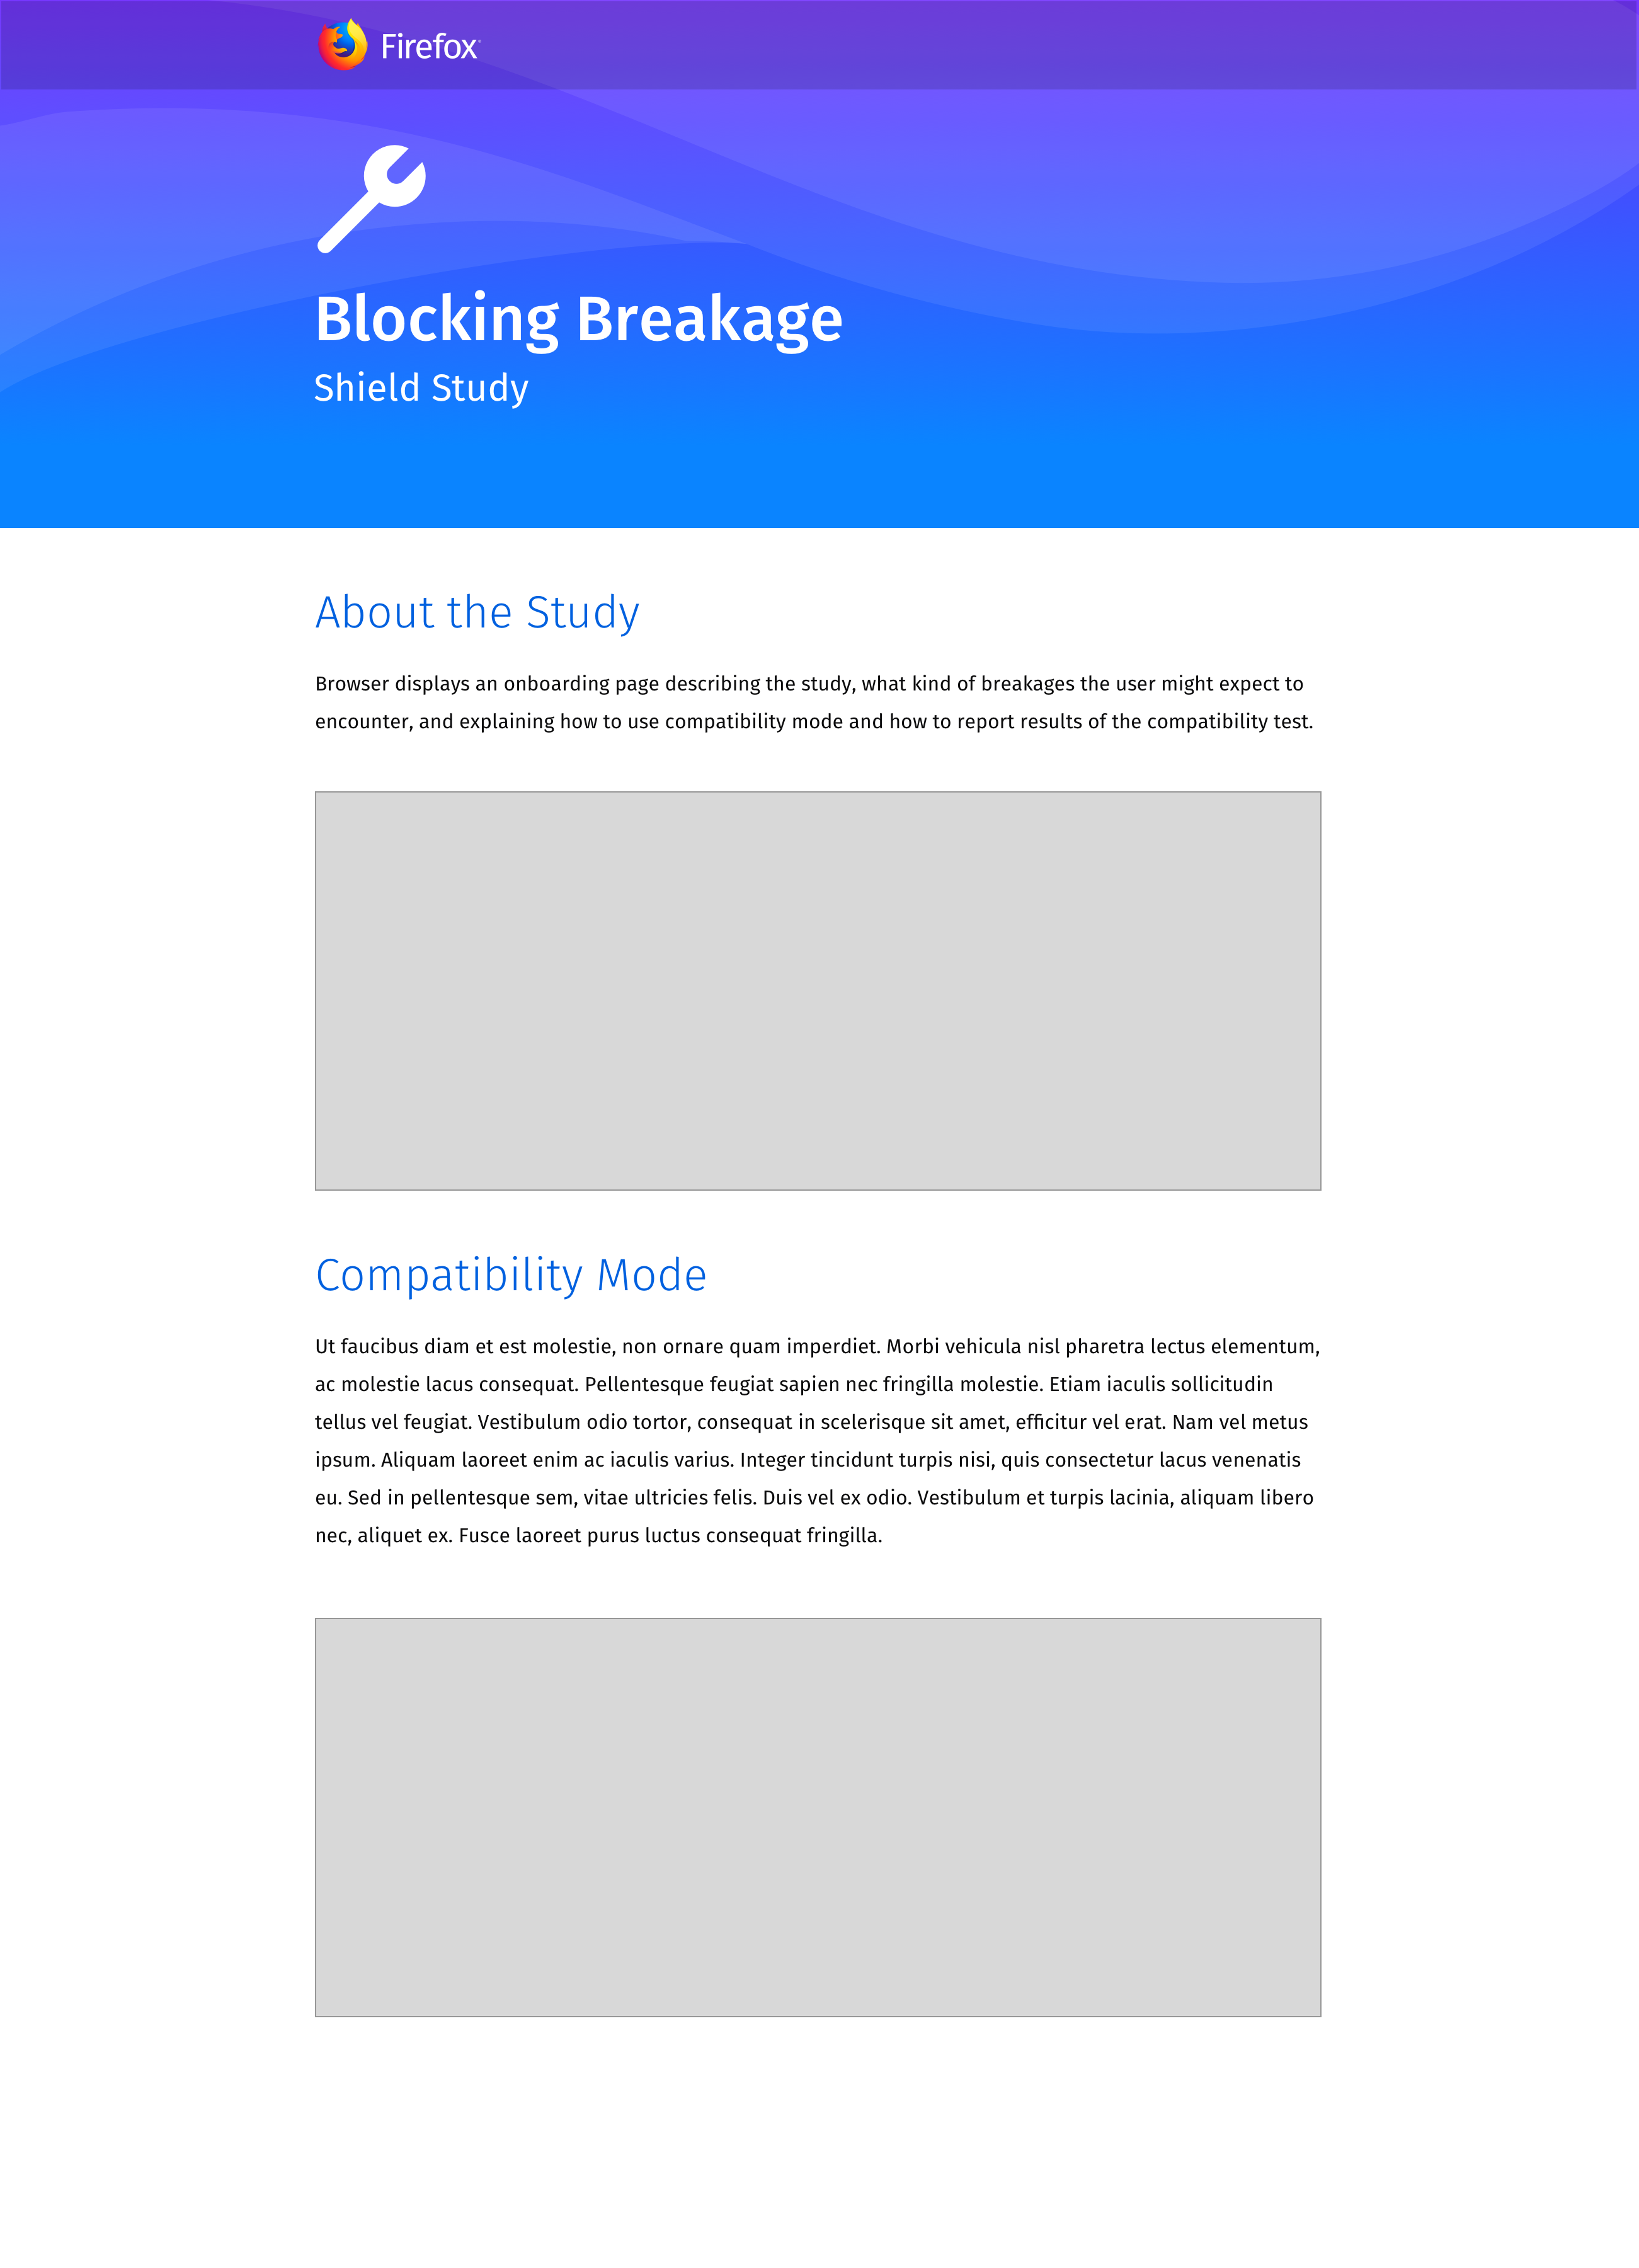 Firefox
Blocking Breakage
Shield Study
About the Study
Browser displays an onboarding page describing the study, what kind of breakages the user might expect to
encounter, and explaining how to use compatibility mode and how to report results of the compatibility test.
Compatibility Mode
Ut faucibus diam et est molestie, non ornare quam imperdiet. Morbi vehicula nisl pharetra lectus elementum,
ac molestie lacus consequat. Pellentesque feugiat sapien nec fringilla molestie. Etiam iaculis sollicitudin
tellus vel feugiat. Vestibulum odio tortor, consequat in scelerisque sit amet, efficitur vel erat. Nam vel metus
ipsum. Aliquam laoreet enim ac iaculis varius. Integer tincidunt turpis nisi, quis consectetur lacus venenatis
eu. Sed in pellentesque sem, vitae ultricies felis. Duis vel ex odio. Vestibulum et turpis lacinia, aliquam libero
nec, aliquet ex. Fusce laoreet purus luctus consequat fringilla.